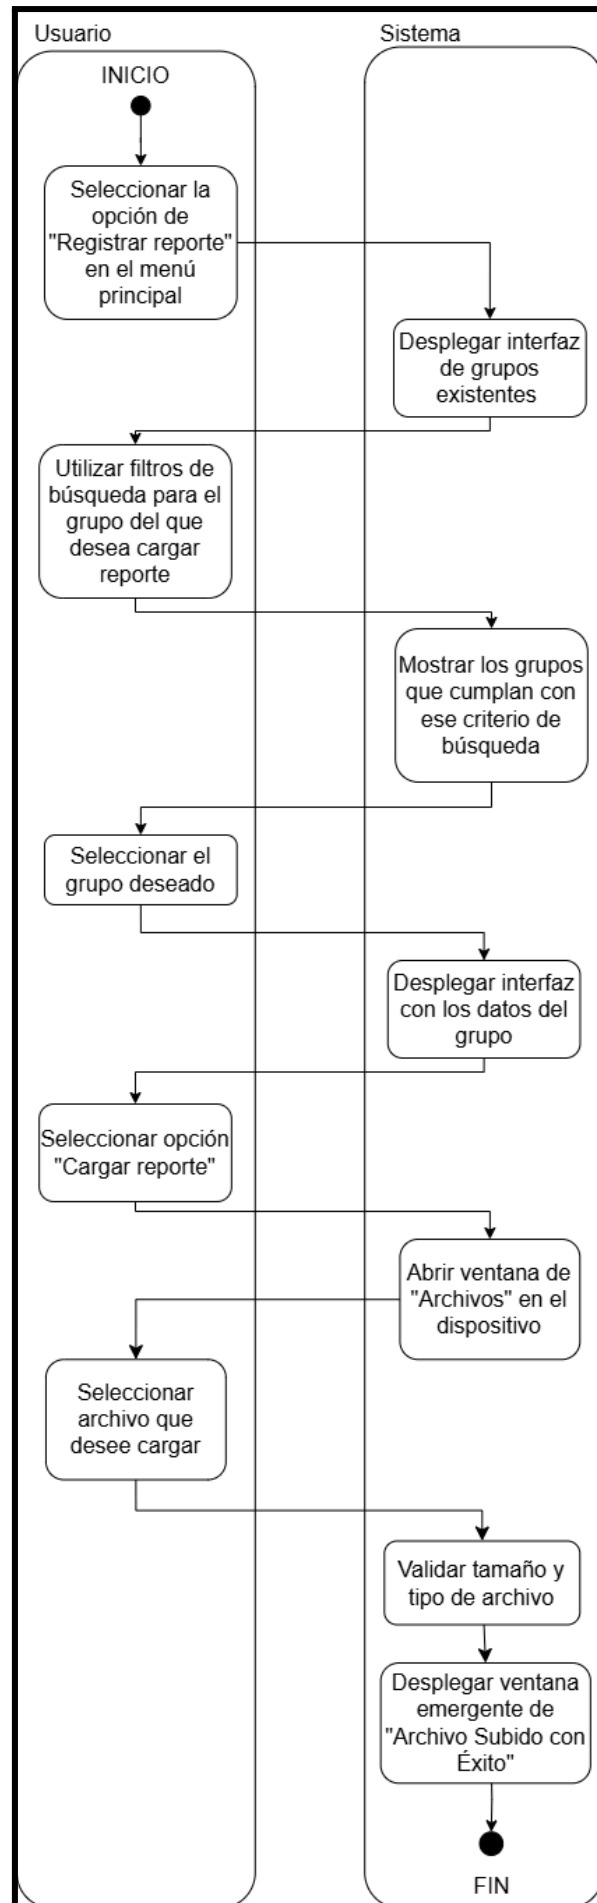 Usuario
Sistema
INICIO
Seleccionar la
opción de
"Registrar reporte"
en el menú
principal
Desplegar interfaz
de grupos
existentes
Utilizar filtros de
búsqueda para el
grupo del que
desea cargar
reporte
Mostrar los grupos
que cumplan con
ese criterio de
búsqueda
Seleccionar el
grupo deseado
Desplegar interfaz
con los datos del
grupo
Seleccionar opción
"Cargar reporte"
Abrir ventana de
"Archivos" en el
dispositivo
Seleccionar
archivo que
desee cargar
Validar tamaño y
tipo de archivo
Desplegar ventana
emergente de
"Archivo Subido con
Éxito"
FIN